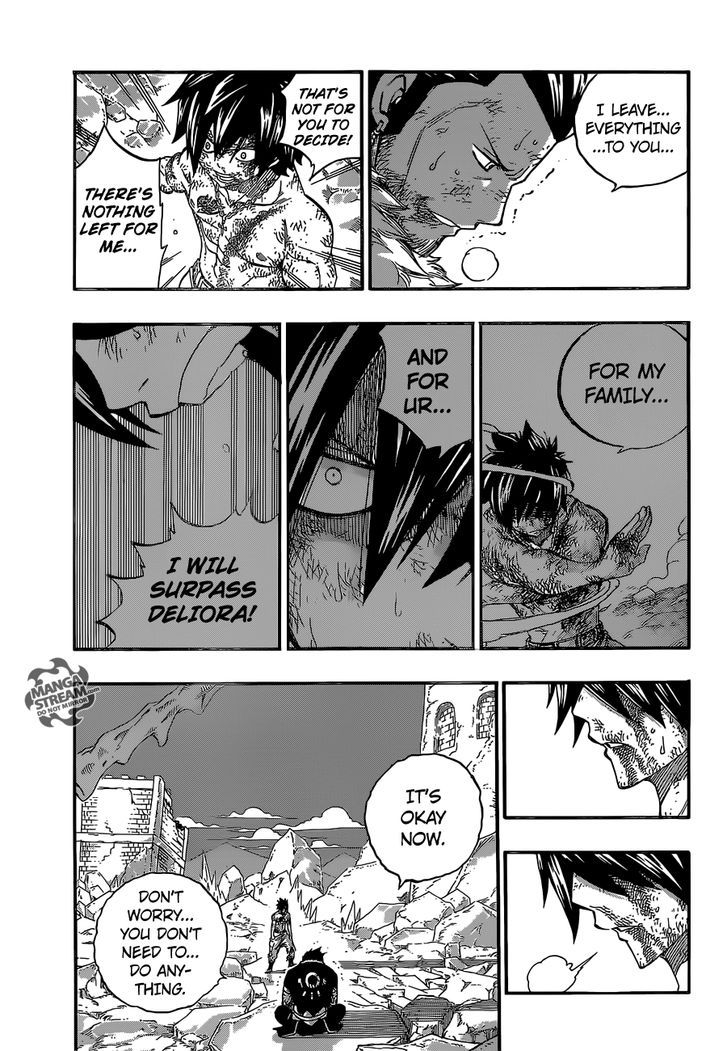 I LEAVE...
EVERYTHING
...TO YOU...
THAT'S
NOT FOR
YOU TO
DECIDE!
THERE'S
NOTHING
LEFT FOR
ME...
FOR MY
FAMILY...
AND
FOR
UR...
I WILL
SURPASS
DELIORA!
IT'S
OKAY
NOW.
DON'T
WORRY...
YOU DON'T
NEED TO...
DO ANY-
THING.
MANGA
STREAM.com
DO NOT MIRROR